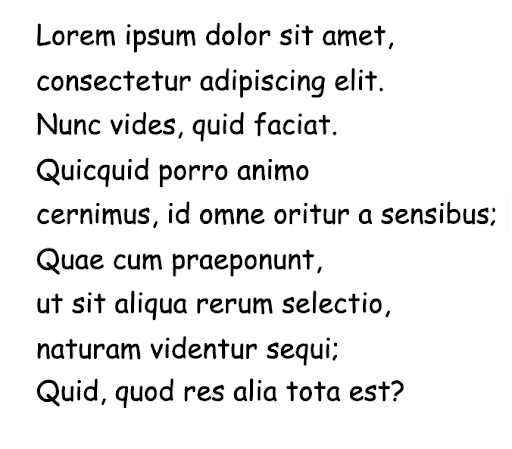 Lorem ipsum dolor sit amet,
consectetur adipiscing elit.
Nunc vides, quid faciat.
Quicquid porro animo
cernimus, id omne oritur a sensibus;
Quae cum praeponunt,
ut sit aliqua rerum selectio,
naturam videntur sequi;
Quid, quod res alia tota est?